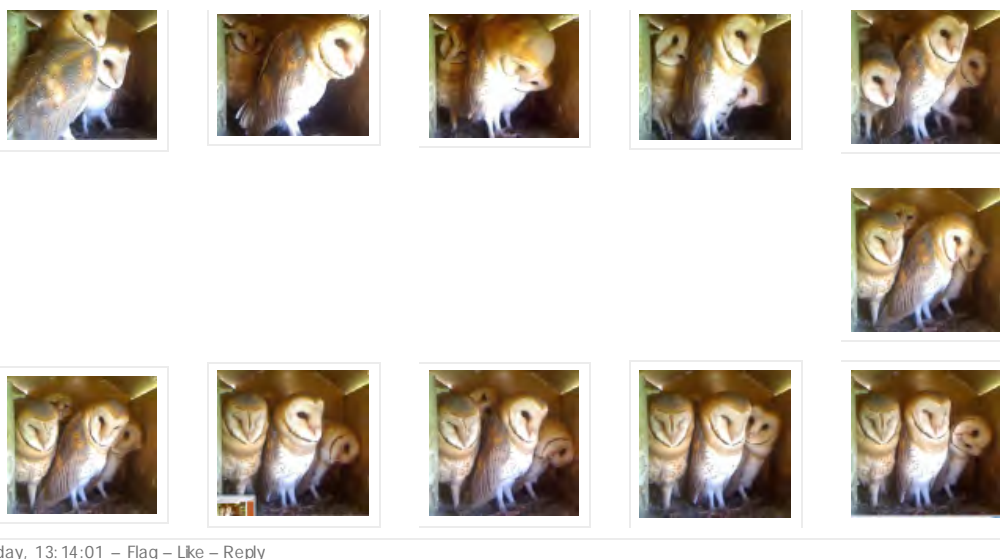 day, 13:14:01 – Flag – Like – Reply